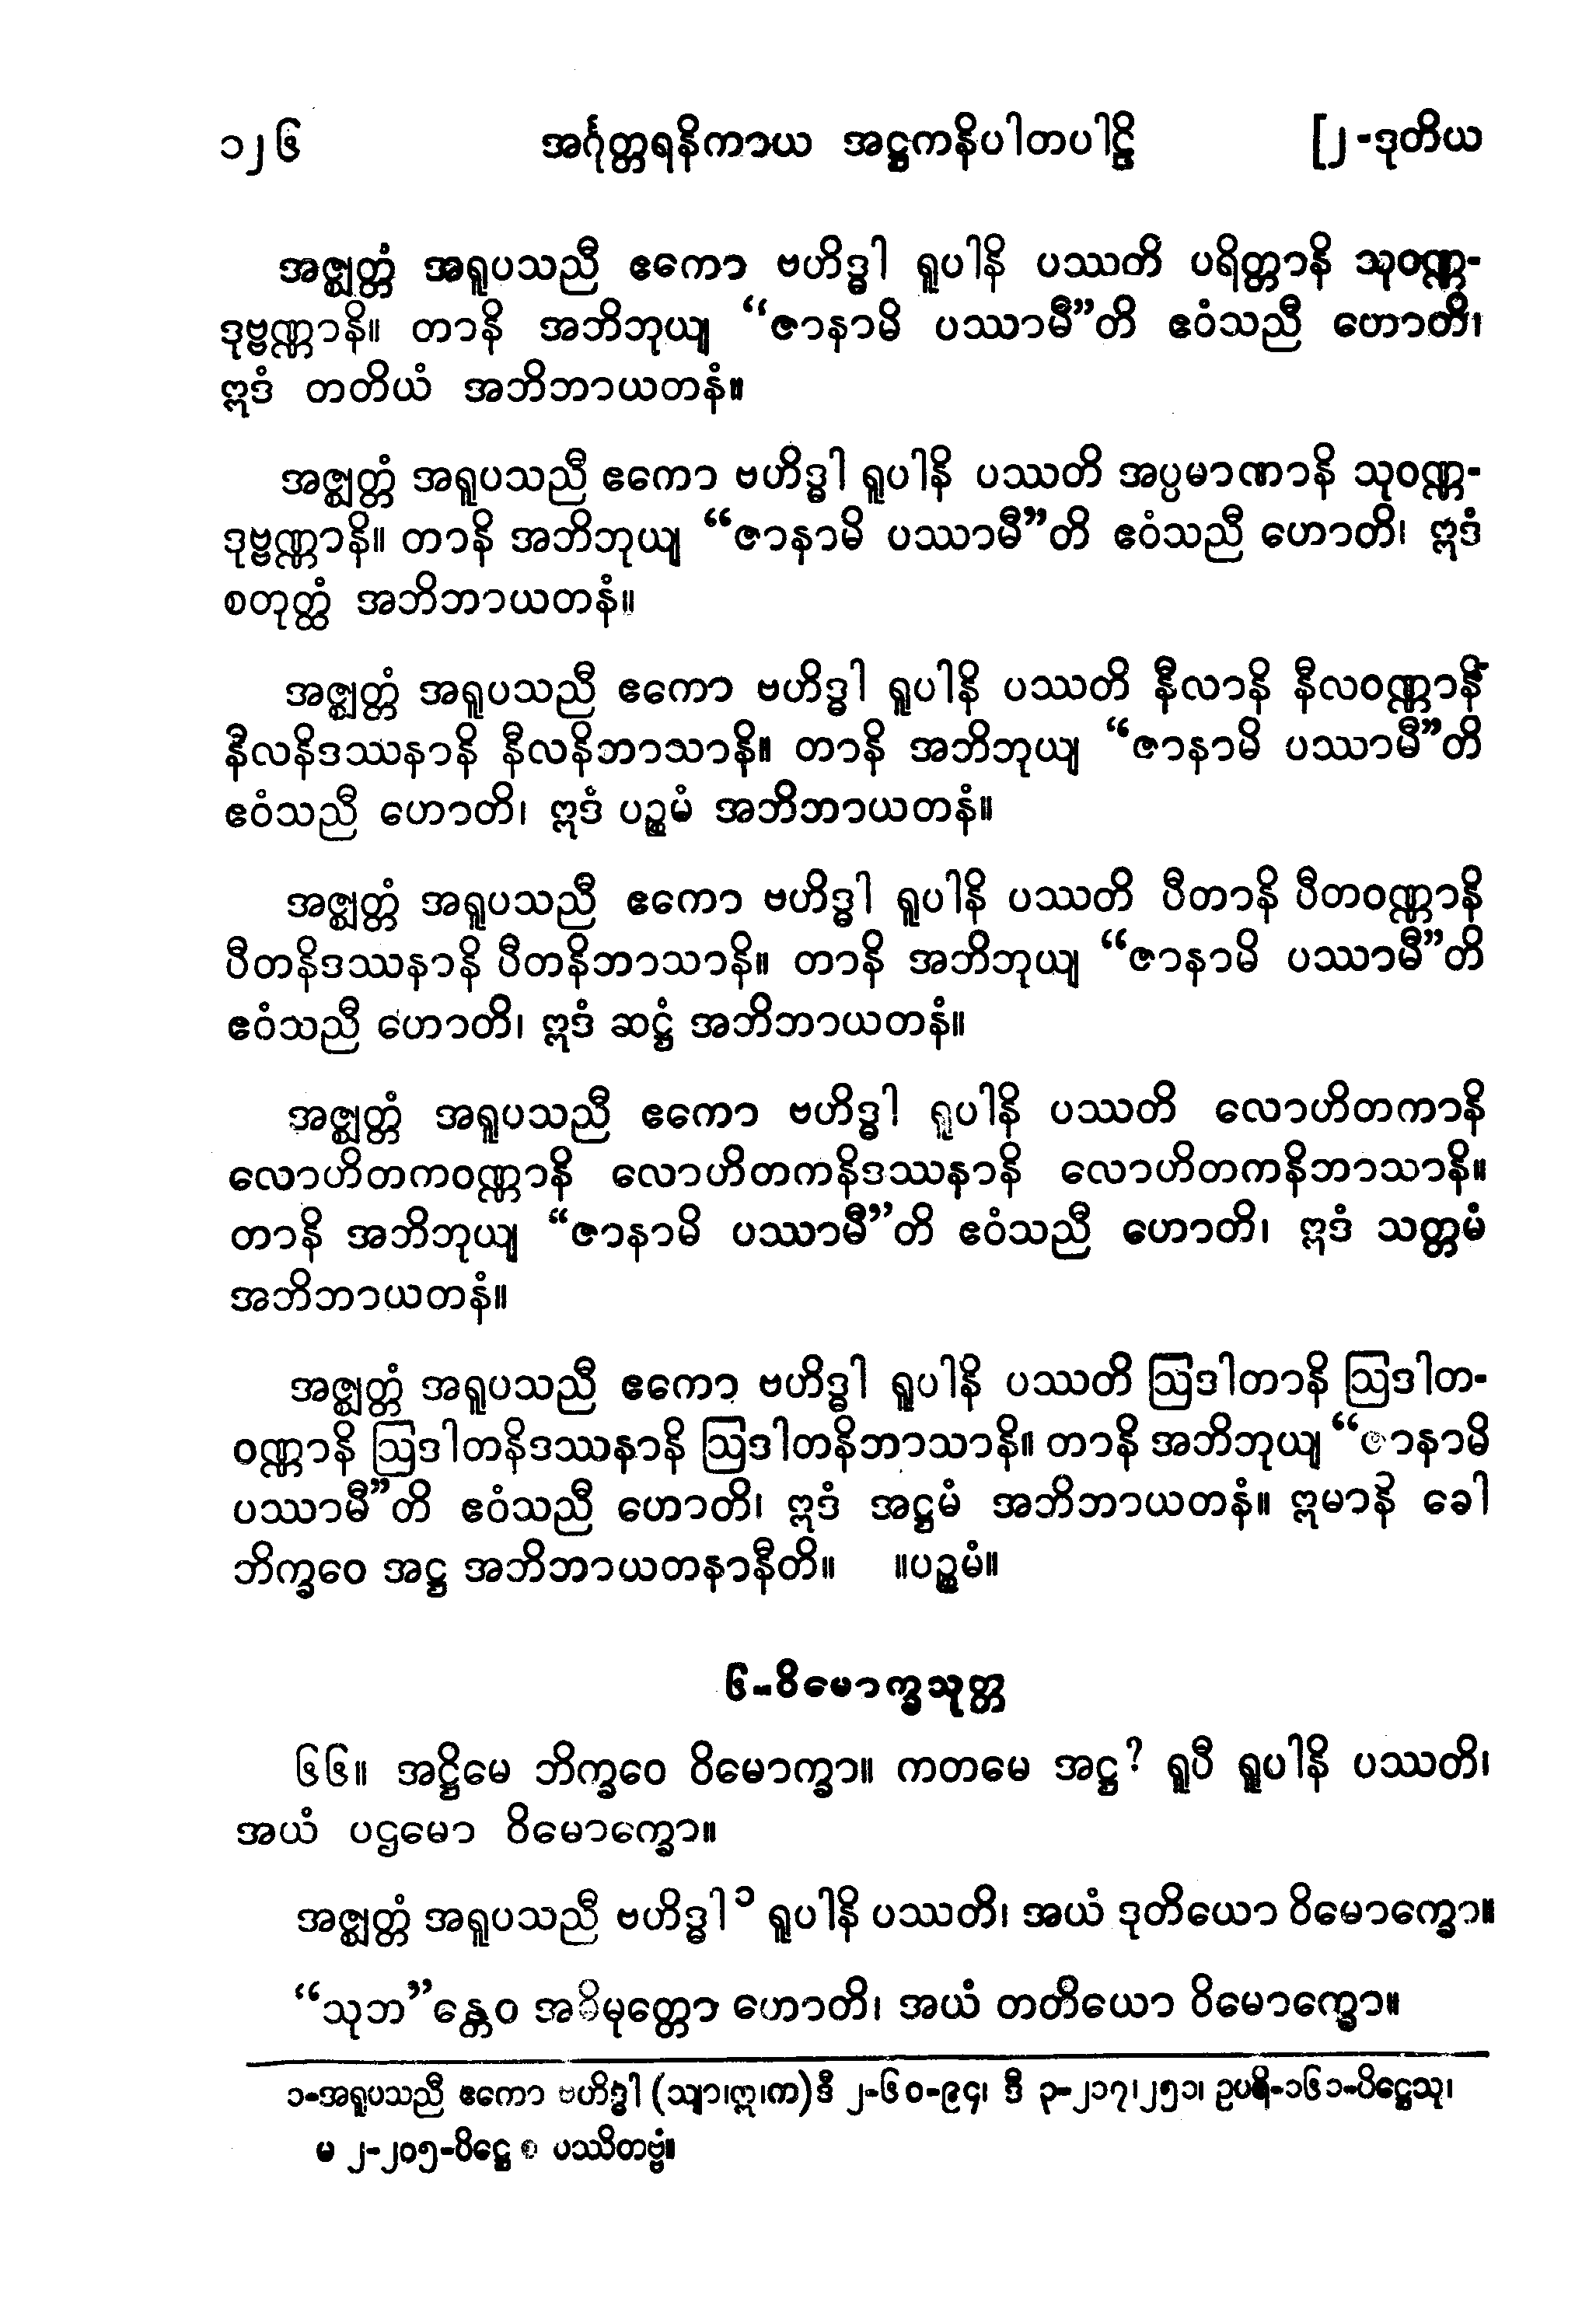 ၁၂၆ အင်္ဂုတ္တရနိကာယ အဋ္ဌကနိပါတပါဠိ [၂-ဒုတိယ
အဇ္ဈတ္တံ အရူပသညီ ဧကော ဗဟိဒ္ဓါ ရူပါနိ ပဿတိ ပရိတ္တာနိ သုဝဏ္ဏ-
ဒုဗ္ဗဏ္ဏာနိ။ တာနိ အဘိဘုယျ “ဇာနာမိ ပဿာမီ”တိ ဧဝံသညီ ဟောတိ၊
ဣဒံ တတိယံ အဘိဘာယတနံ။
အဇ္ဈတ္တံ အရူပသညီ ဧကော ဗဟိဒ္ဓါ ရူပါနိ ပဿတိ အပ္ပမာဏာနိ သုဝဏ္ဏ-
ဒုဗ္ဗဏ္ဏာနိ။ တာနိ အဘိဘုယျ “ဇာနာမိ ပဿာမီ”တိ ဧဝံသညီ ဟောတိ၊ ဣဒံ
စတုတ္ထံ အဘိဘာယတနံ။
အဇ္ဈတ္တံ အရူပသညီ ဧကော ဗဟိဒ္ဓါ ရူပါနိ ပဿတိ နီလာနိ နီလဝဏ္ဏာနိ
နီလနိဒဿနာနိ နီလနိဘာသာနိ။ တာနိ အဘိဘုယျ “ဇာနာမိ ပဿာမီ”တိ
ဧဝံသညီ ဟောတိ၊ ဣဒံ ပဉ္စမံ အဘိဘာယတနံ။
အဇ္ဈတ္တံ အရူပသညီ ဧကော ဗဟိဒ္ဓါ ရူပါနိ ပဿတိ ပီတာနိ ပီတဝဏ္ဏာနိ
ပီတနိဒဿနာနိ ပီတနိဘာသာနိ။ တာနိ အဘိဘုယျ “ဇာနာမိ ပဿာမီ”တိ
ဧဝံသညီ ဟောတိ၊ ဣဒံ ဆဋ္ဌံ အဘိဘာယတနံ။
အဇ္ဈတ္တံ အရူပသညီ ဧကော ဗဟိဒ္ဓါ ရူပါနိ ပဿတိ လောဟိတကာနိ
လောဟိတကဝဏ္ဏာနိ လောဟိတကနိဒဿနာနိ လောဟိတကနိဘာသာနိ။
တာနိ အဘိဘုယျ “ဇာနာမိ ပဿာမီ”တိ ဧဝံသညီ ဟောတိ၊ ဣဒံ သတ္တမံ
အဘိဘာယတနံ။
အဇ္ဈတ္တံ အရူပသညီ ဧကော ဗဟိဒ္ဓါ ရူပါနိ ပဿတိ ဩဒါတာနိ ဩဒါတ-
ဝဏ္ဏာနိ ဩဒါတနိဒဿနာနိ ဩဒါတနိဘာသာနိ။ တာနိ အဘိဘုယျ “ဇာနာမိ
ပဿာမီ”တိ ဧဝံသညီ ဟောတိ၊ ဣဒံ အဋ္ဌမံ အဘိဘာယတနံ။ ဣမာနိ ခေါ
ဘိက္ခဝေ အဋ္ဌ အဘိဘာယတနာနီတိ။ ။ပဉ္စမံ။
၆-ဝိမောက္ခသုတ္တ
၆၆။ အဋ္ဌိမေ ဘိက္ခဝေ ဝိမောက္ခာ။ ကတမေ အဋ္ဌ? ရူပီ ရူပါနိ ပဿတိ၊
အယံ ပဌမော ဝိမောက္ခော။
အဇ္ဈတ္တံ အရူပသညီ ဗဟိဒ္ဓါ၁ ရူပါနိ ပဿတိ၊ အယံ ဒုတိယော ဝိမောက္ခော။
“သုဘ”န္တေဝ အဓိမုတ္တော ဟောတိ၊ အယံ တတိယော ဝိမောက္ခော။
၁-အရူပသညီ ဧကော ဗဟိဒ္ဓါ (သျာ၊ဣ၊က) ဒီ ၂-၆၀-၉၄၊ ဒီ ၃-၂၁၇၊၂၅၁၊ ဥပရိ-၁၆၁-ပိဋ္ဌေသု၊
မ ၂-၂၀၅-ပိဋ္ဌေ စ ပဿိတဗ္ဗံ။